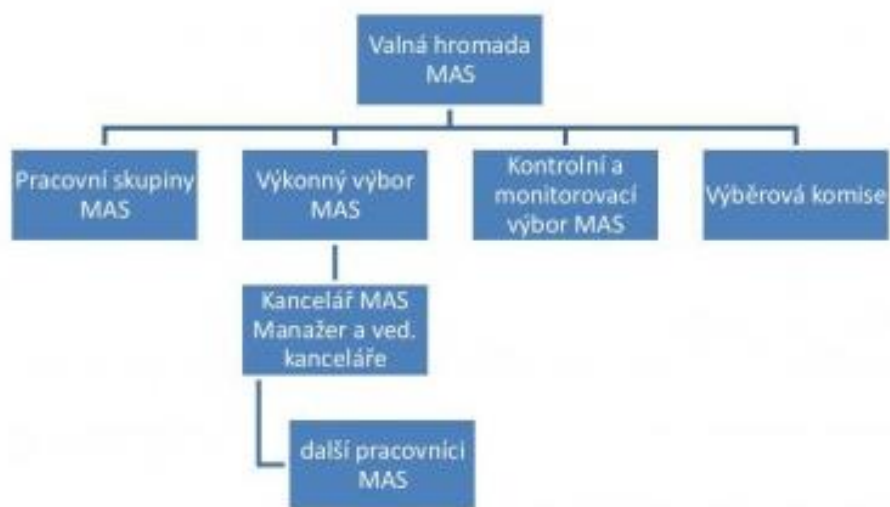 Valná hromada
MAS
Pracovní skupiny
MAS
Výkonný výbor
MAS
Kontrolní a
monitorovací
výbor MAS
Výběrová komise
Kancelář MAS
Manažer a ved.
kanceláře
další pracovníci
MAS